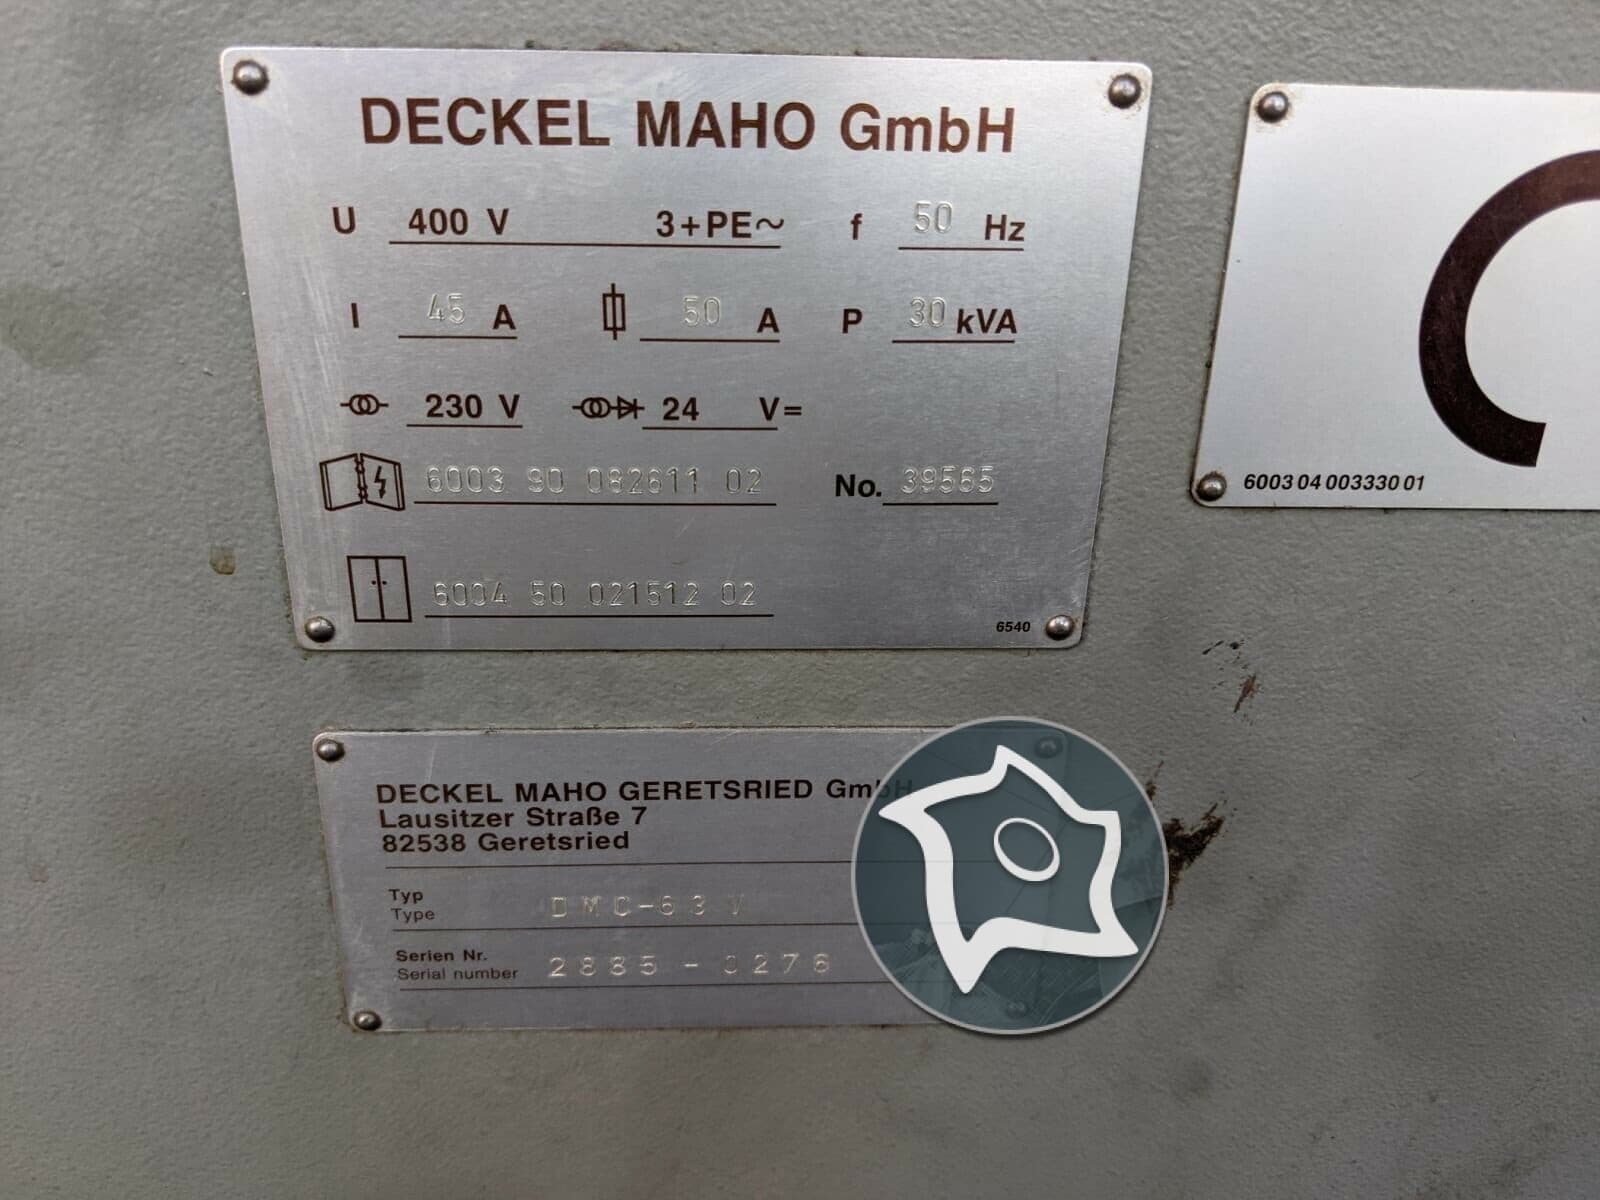 DECKEL MAHO GmbH
U 400 V 3+PE~ f 50 Hz
I 45 A 50 A P 30 kVA
230 V 24 V=
6003 90 082611 02 No. 39565
6004 50 021512 02
6540
6003 04 003330 01
DECKEL MAHO GERETSRIED GmbH
Lausitzer Straße 7
82538 Geretsried
Typ
Type DMC-63 V
Serien Nr.
Serial number 2885-0276